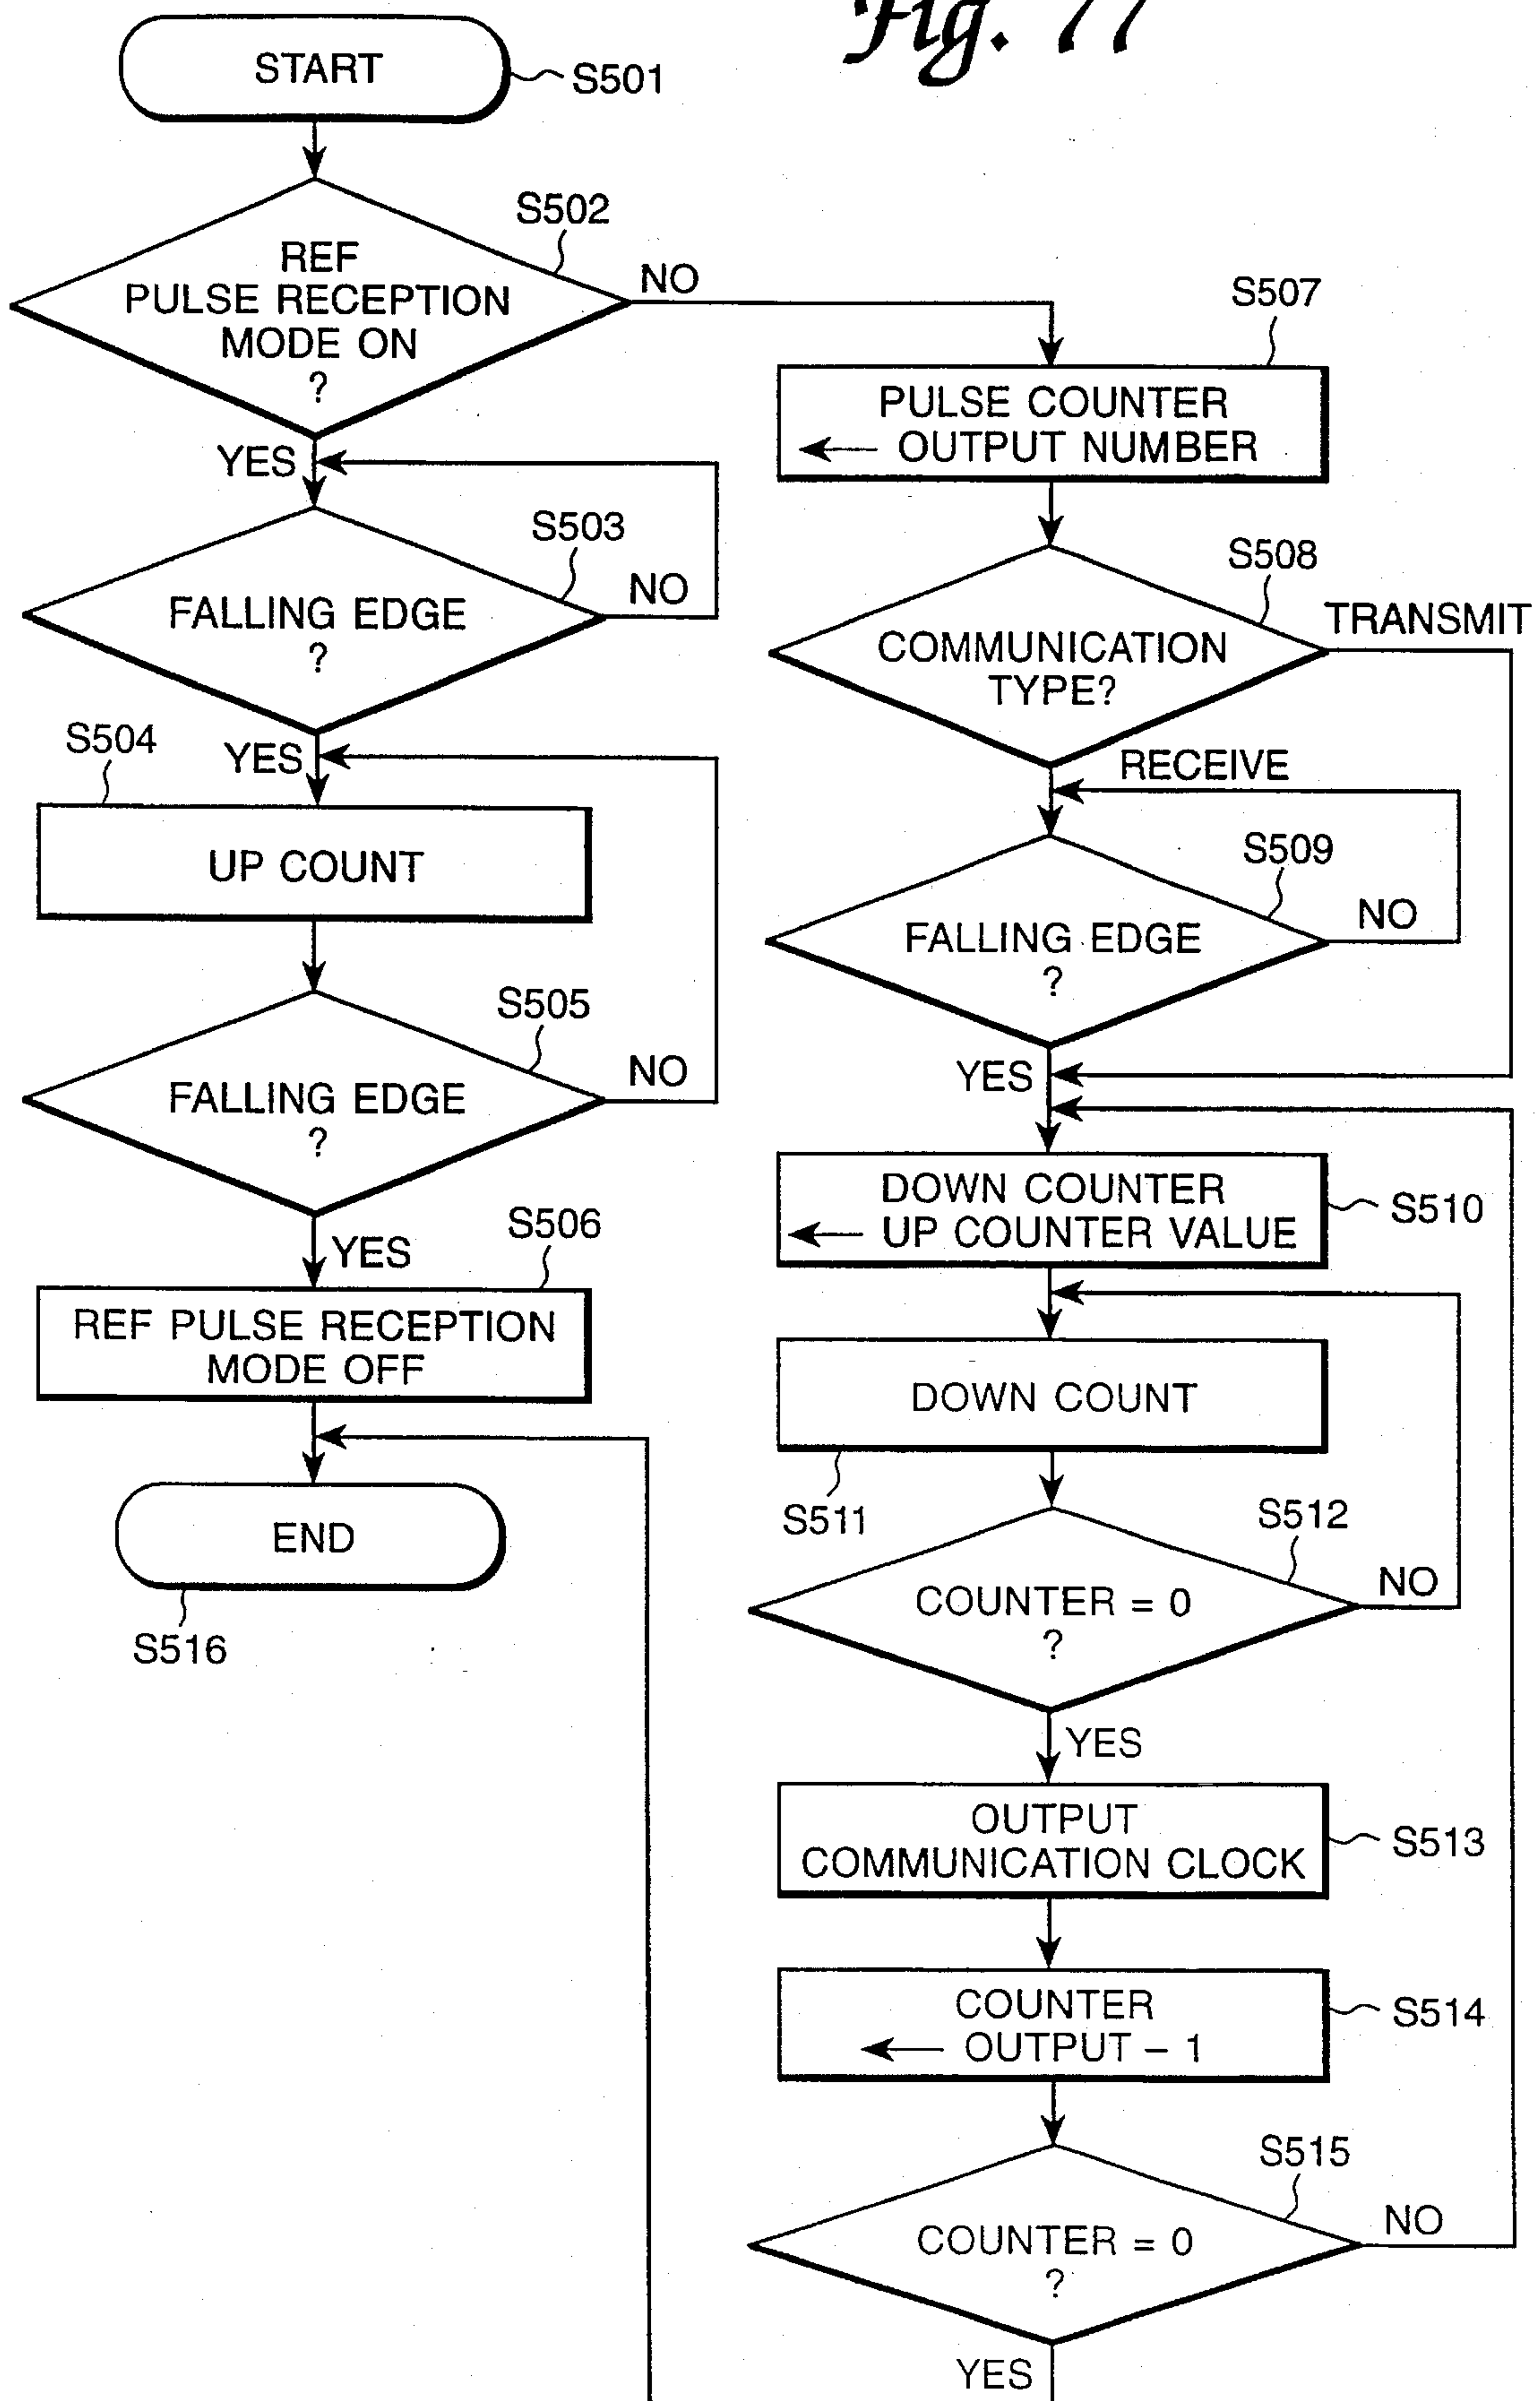 Fig. 77
START
S501
S502
REF
PULSE RECEPTION
MODE ON
?
NO
YES
S503
FALLING EDGE
?
NO
YES
S504
UP COUNT
S505
FALLING EDGE
?
NO
YES
S506
REF PULSE RECEPTION
MODE OFF
END
S516
S507
PULSE COUNTER
← OUTPUT NUMBER
S508
COMMUNICATION
TYPE?
TRANSMIT
RECEIVE
S509
FALLING EDGE
?
NO
YES
DOWN COUNTER
← UP COUNTER VALUE
S510
DOWN COUNT
S511
S512
COUNTER = 0
?
NO
YES
OUTPUT
COMMUNICATION CLOCK
S513
COUNTER
← OUTPUT – 1
S514
S515
COUNTER = 0
?
NO
YES